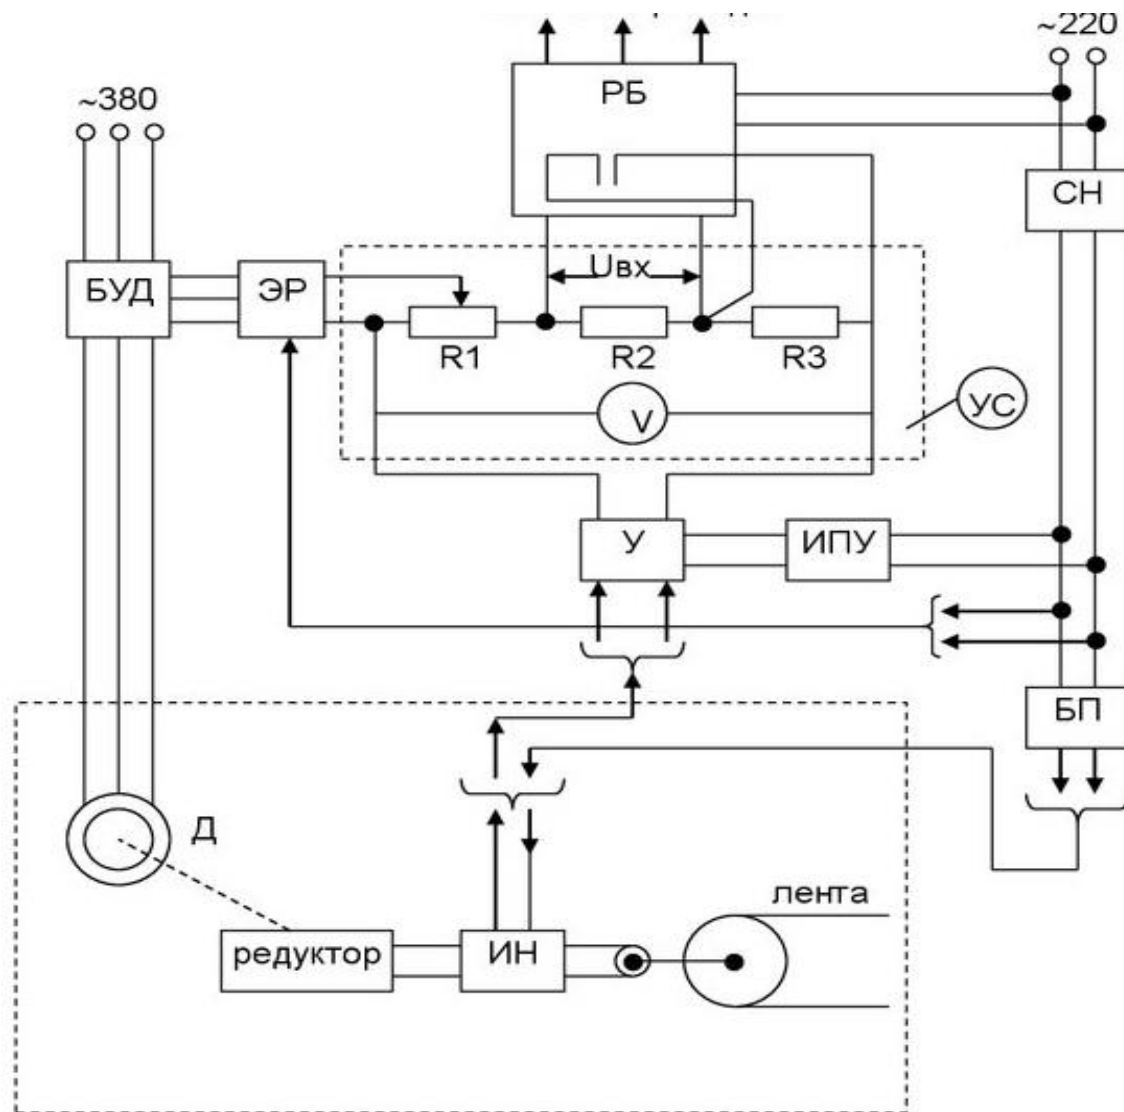 ~220
РБ
~380
СН
Uвх
БУД
ЭР
R1
R2
R3
УС
V
У
ИПУ
БП
Д
лента
редуктор
ИН